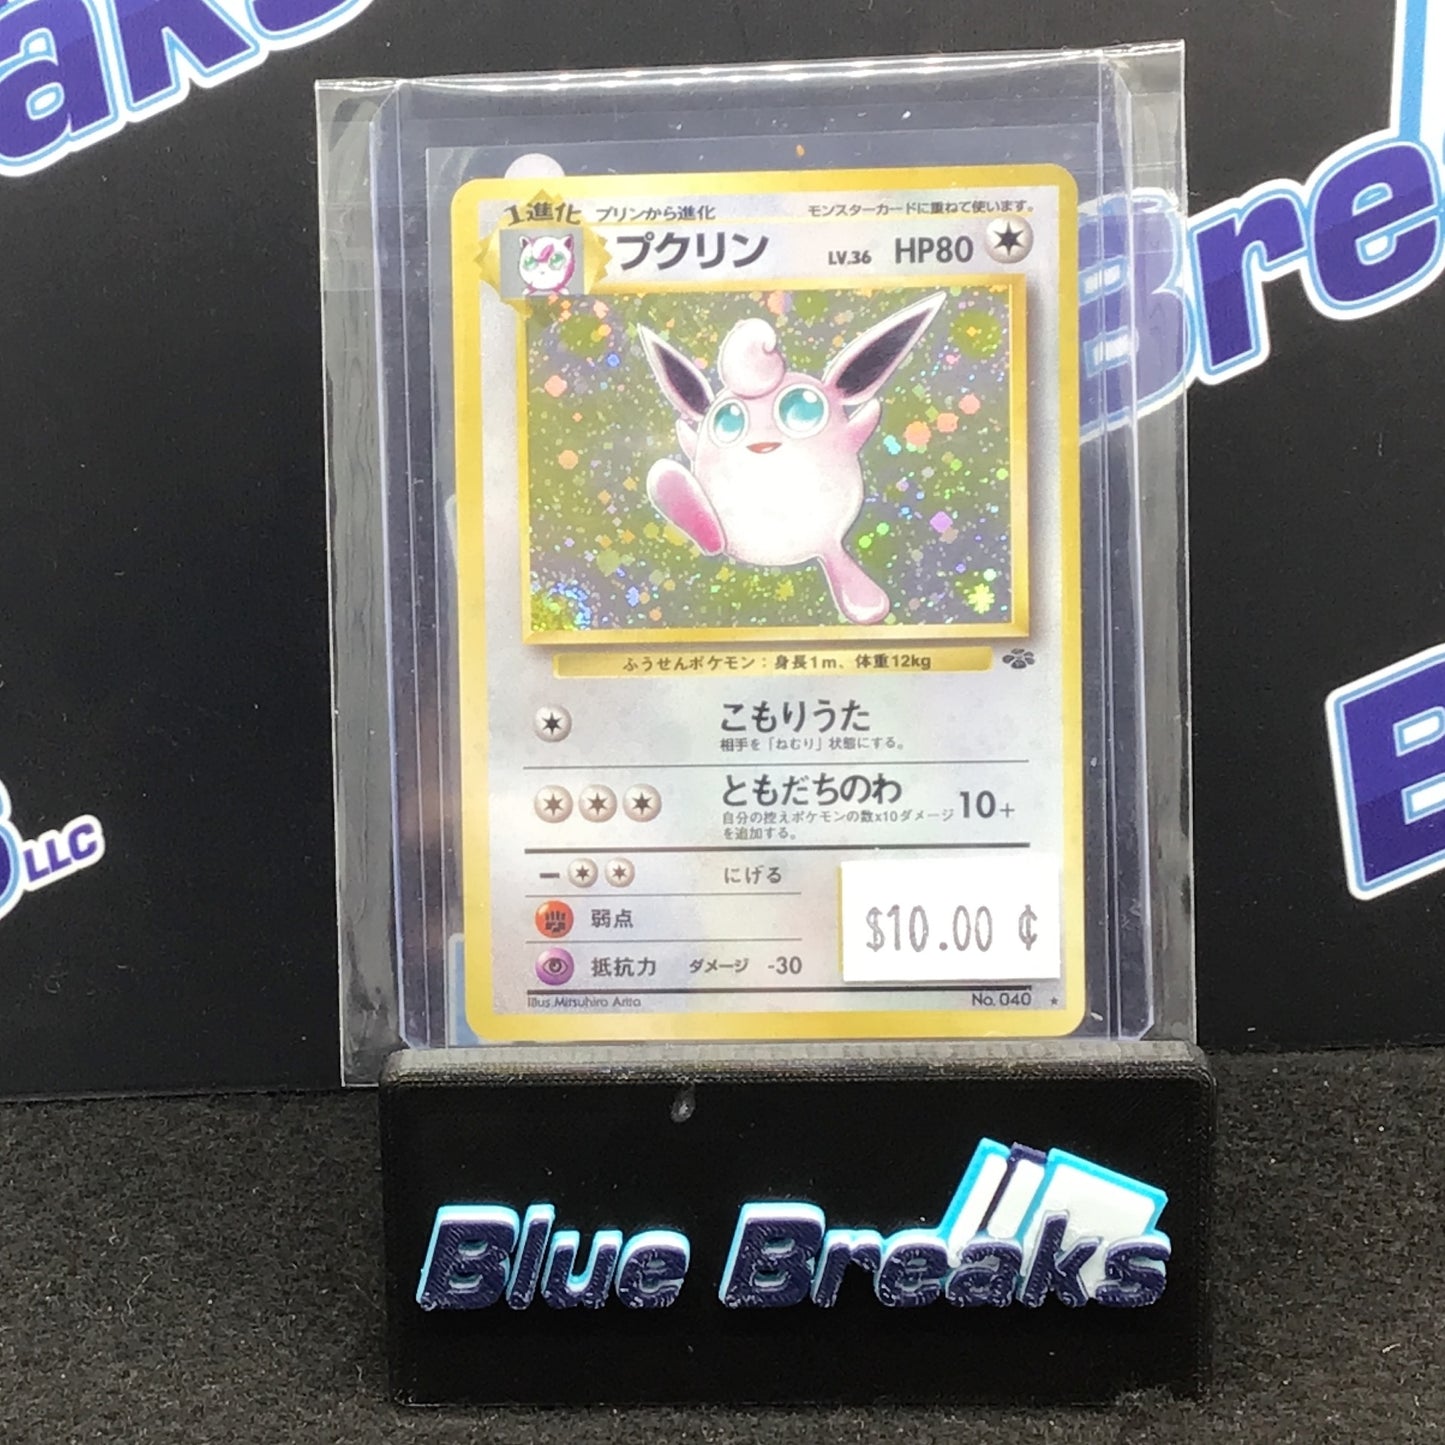 aks
Brea
1進化 プリンから進化
モンスターカードに重ねて使います。
プクリン LV.36 HP80
ふうせんポケモン：身長1m、体重12kg
こもりうた
相手を「ねむり」状態にする。
ともだちのわ 10+
自分の控えポケモンの数x10ダメージ
を追加する。
にげる
弱点
抵抗力 ダメージ -30
$10.00 ¢
Illus.Mitsuhiro Arita
No. 040 ★
s LLC
B
Blue Breaks